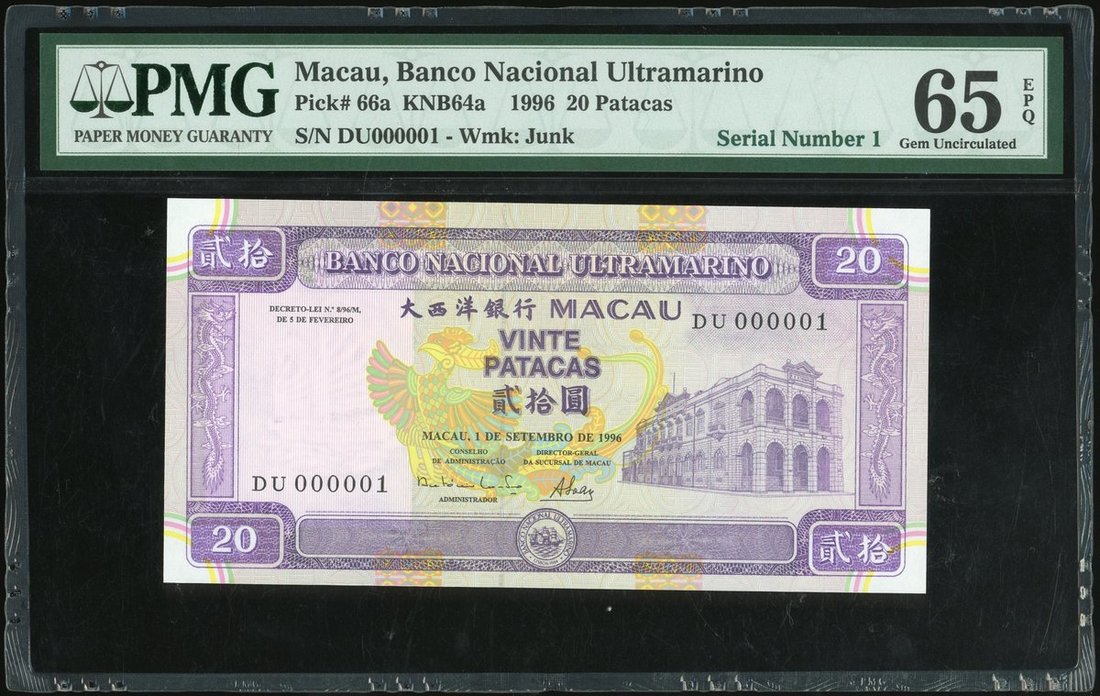 PMG
PAPER MONEY GUARANTY
Macau, Banco Nacional Ultramarino
Pick# 66a KNB64a 1996 20 Patacas
S/N DU000001 - Wmk: Junk
Serial Number 1
65
EPQ
Gem Uncirculated
貳拾
BANCO NACIONAL ULTRAMARINO
20
DECRETO-LEI N.º 8/96/M,
DE 5 DE FEVEREIRO
大西洋銀行 MACAU
DU 000001
VINTE
PATACAS
貳拾圓
MACAU, 1 DE SETEMBRO DE 1996
CONSELHO
DE ADMINISTRAÇÃO
DIRECTOR-GERAL
DA SUCURSAL DE MACAU
DU 000001
ADMINISTRADOR
20
貳拾
PMG